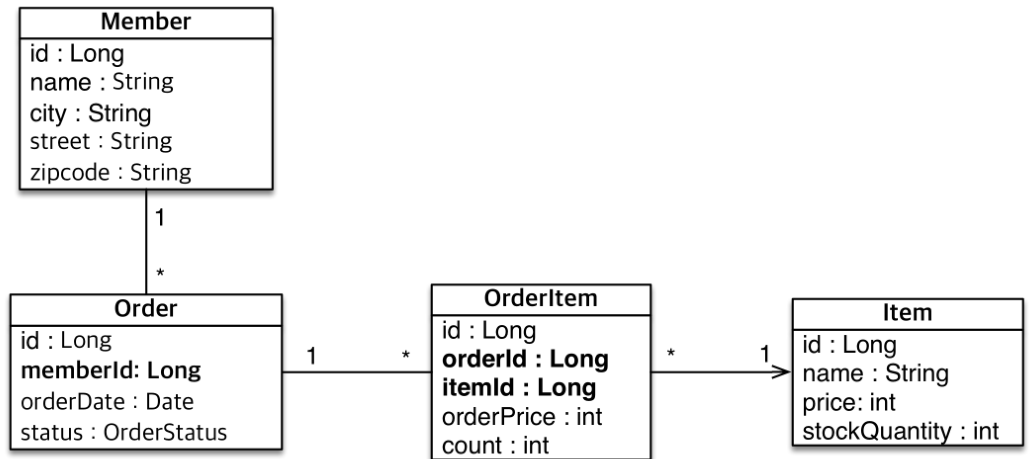 Member
id : Long
name : String
city : String
street : String
zipcode : String
1
*
Order
id : Long
memberId: Long
orderDate : Date
status : OrderStatus
1
*
OrderItem
id : Long
orderId : Long
itemId : Long
orderPrice : int
count : int
*
1
Item
id : Long
name : String
price: int
stockQuantity : int